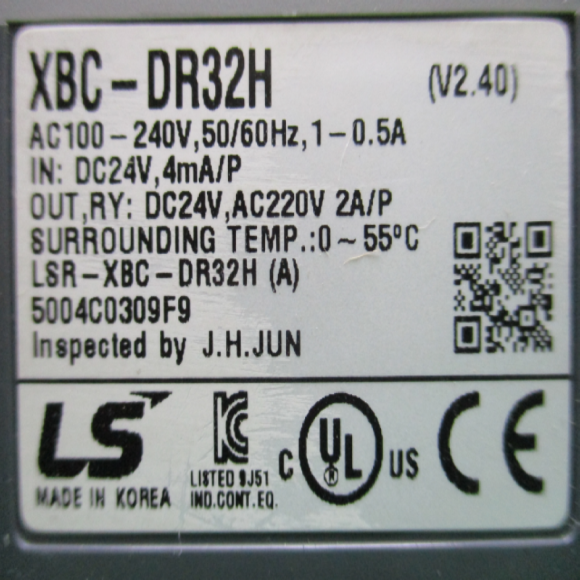 XBC-DR32H (V2.40)
AC100-240V,50/60Hz,1-0.5A
IN: DC24V,4mA/P
OUT,RY: DC24V,AC220V 2A/P
SURROUNDING TEMP.:0~55ºC
LSR-XBC-DR32H (A)
5004C0309F9
Inspected by J.H.JUN
LS
MADE IN KOREA
KC
LISTED 9J51
IND.CONT.EQ.
C UL® US
CE